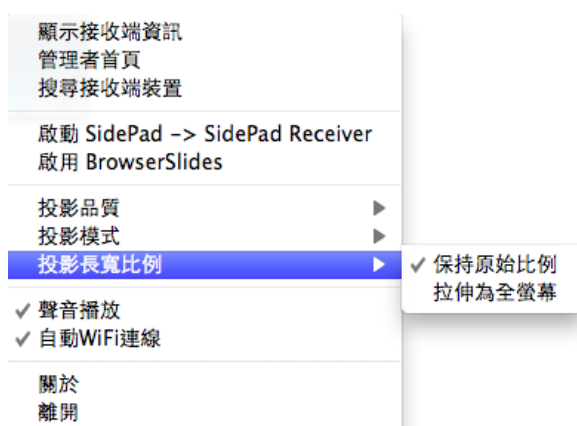 顯示接收端資訊
管理者首頁
搜尋接收端裝置
啟動 SidePad -> SidePad Receiver
啟用 BrowserSlides
投影品質
投影模式
投影長寬比例
保持原始比例
拉伸為全螢幕
聲音播放
自動WiFi連線
關於
離開